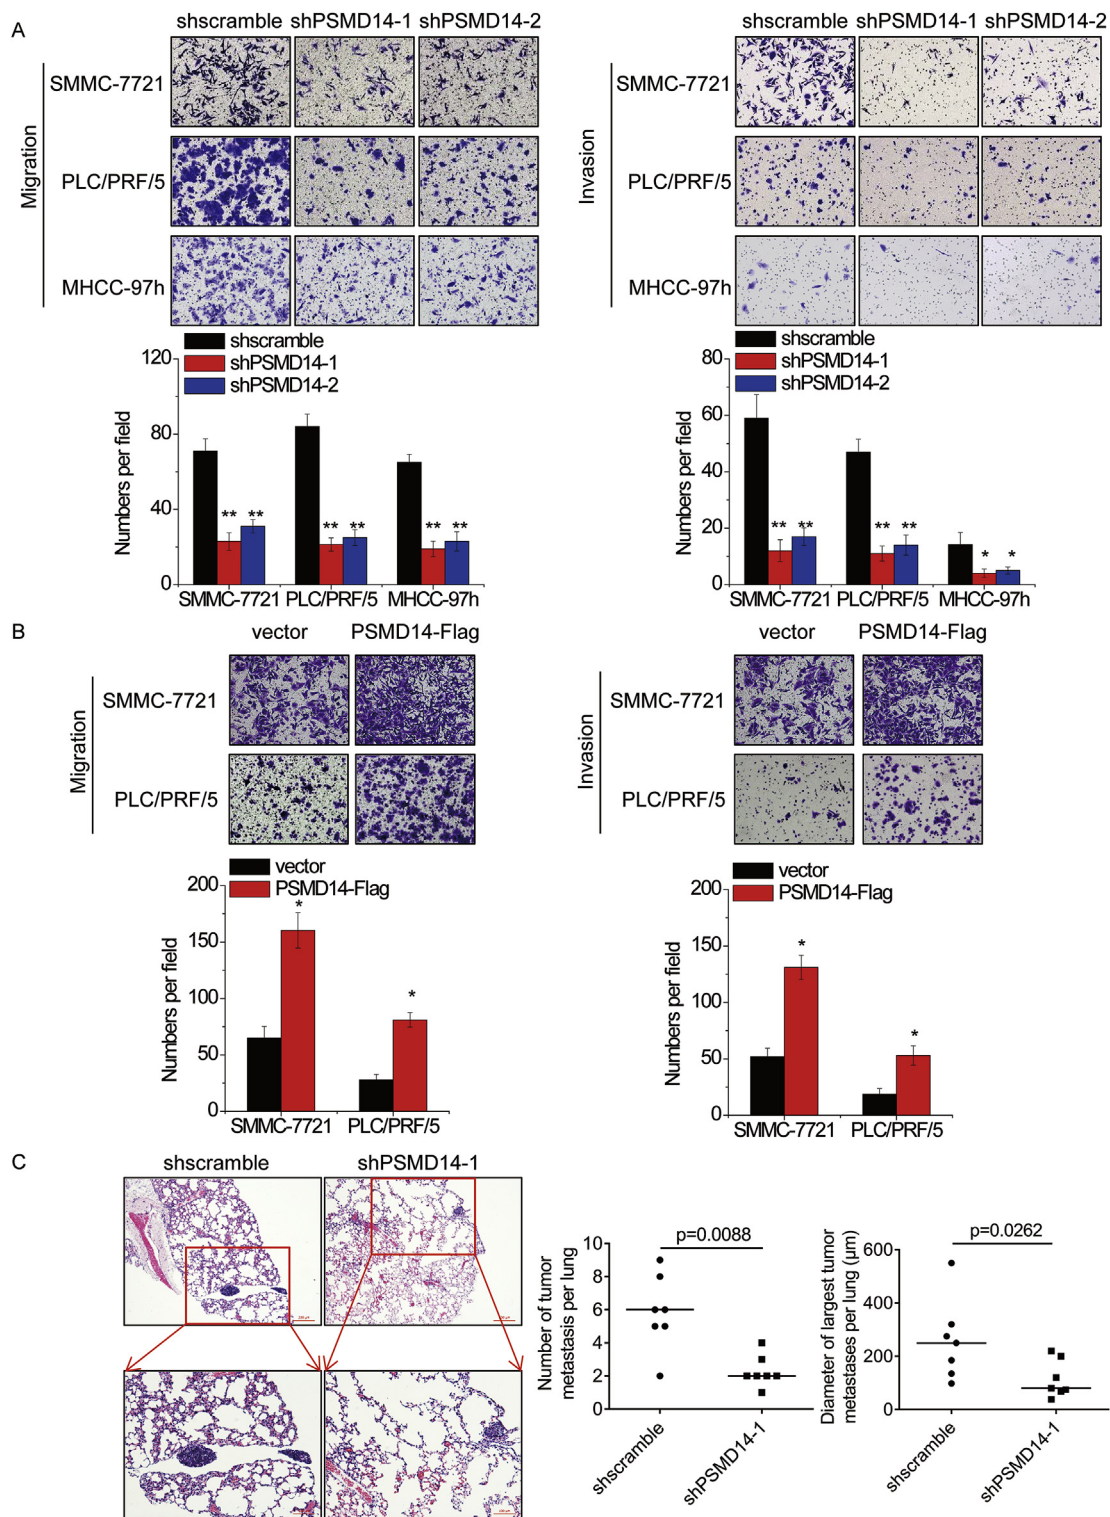 A
shscramble shPSMD14-1 shPSMD14-2
Migration
SMMC-7721
PLC/PRF/5
MHCC-97h
shscramble
shPSMD14-1
shPSMD14-2
Numbers per field
120
80
40
0
** ** ** ** ** **
SMMC-7721 PLC/PRF/5 MHCC-97h
shscramble shPSMD14-1 shPSMD14-2
Invasion
SMMC-7721
PLC/PRF/5
MHCC-97h
shscramble
shPSMD14-1
shPSMD14-2
Numbers per field
80
60
40
20
0
** ** ** ** * *
SMMC-7721 PLC/PRF/5 MHCC-97h
B
vector PSMD14-Flag
Migration
SMMC-7721
PLC/PRF/5
vector
PSMD14-Flag
Numbers per field
200
150
100
50
0
* *
SMMC-7721 PLC/PRF/5
vector PSMD14-Flag
Invasion
SMMC-7721
PLC/PRF/5
vector
PSMD14-Flag
Numbers per field
200
150
100
50
0
* *
SMMC-7721 PLC/PRF/5
C
shscramble shPSMD14-1
Number of tumor
metastasis per lung
p=0.0088
10
8
6
4
2
0
shscramble shPSMD14-1
Diameter of largest tumor
metastases per lung (μm)
p=0.0262
600
400
200
0
shscramble shPSMD14-1